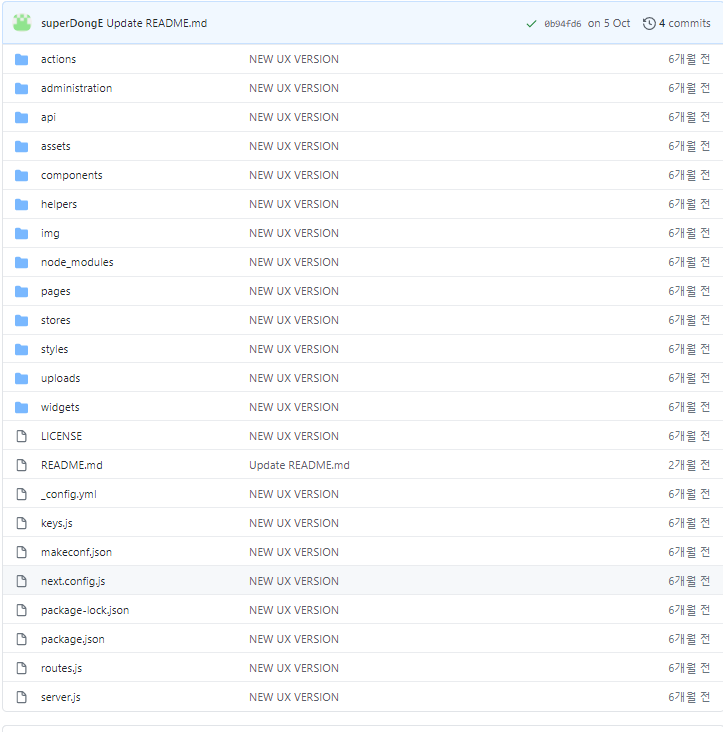 superDongE Update README.md 0b94fd6 on 5 Oct 4 commits
actions NEW UX VERSION 6개월 전
administration NEW UX VERSION 6개월 전
api NEW UX VERSION 6개월 전
assets NEW UX VERSION 6개월 전
components NEW UX VERSION 6개월 전
helpers NEW UX VERSION 6개월 전
img NEW UX VERSION 6개월 전
node_modules NEW UX VERSION 6개월 전
pages NEW UX VERSION 6개월 전
stores NEW UX VERSION 6개월 전
styles NEW UX VERSION 6개월 전
uploads NEW UX VERSION 6개월 전
widgets NEW UX VERSION 6개월 전
LICENSE NEW UX VERSION 6개월 전
README.md Update README.md 2개월 전
_config.yml NEW UX VERSION 6개월 전
keys.js NEW UX VERSION 6개월 전
makeconf.json NEW UX VERSION 6개월 전
next.config.js NEW UX VERSION 6개월 전
package-lock.json NEW UX VERSION 6개월 전
package.json NEW UX VERSION 6개월 전
routes.js NEW UX VERSION 6개월 전
server.js NEW UX VERSION 6개월 전